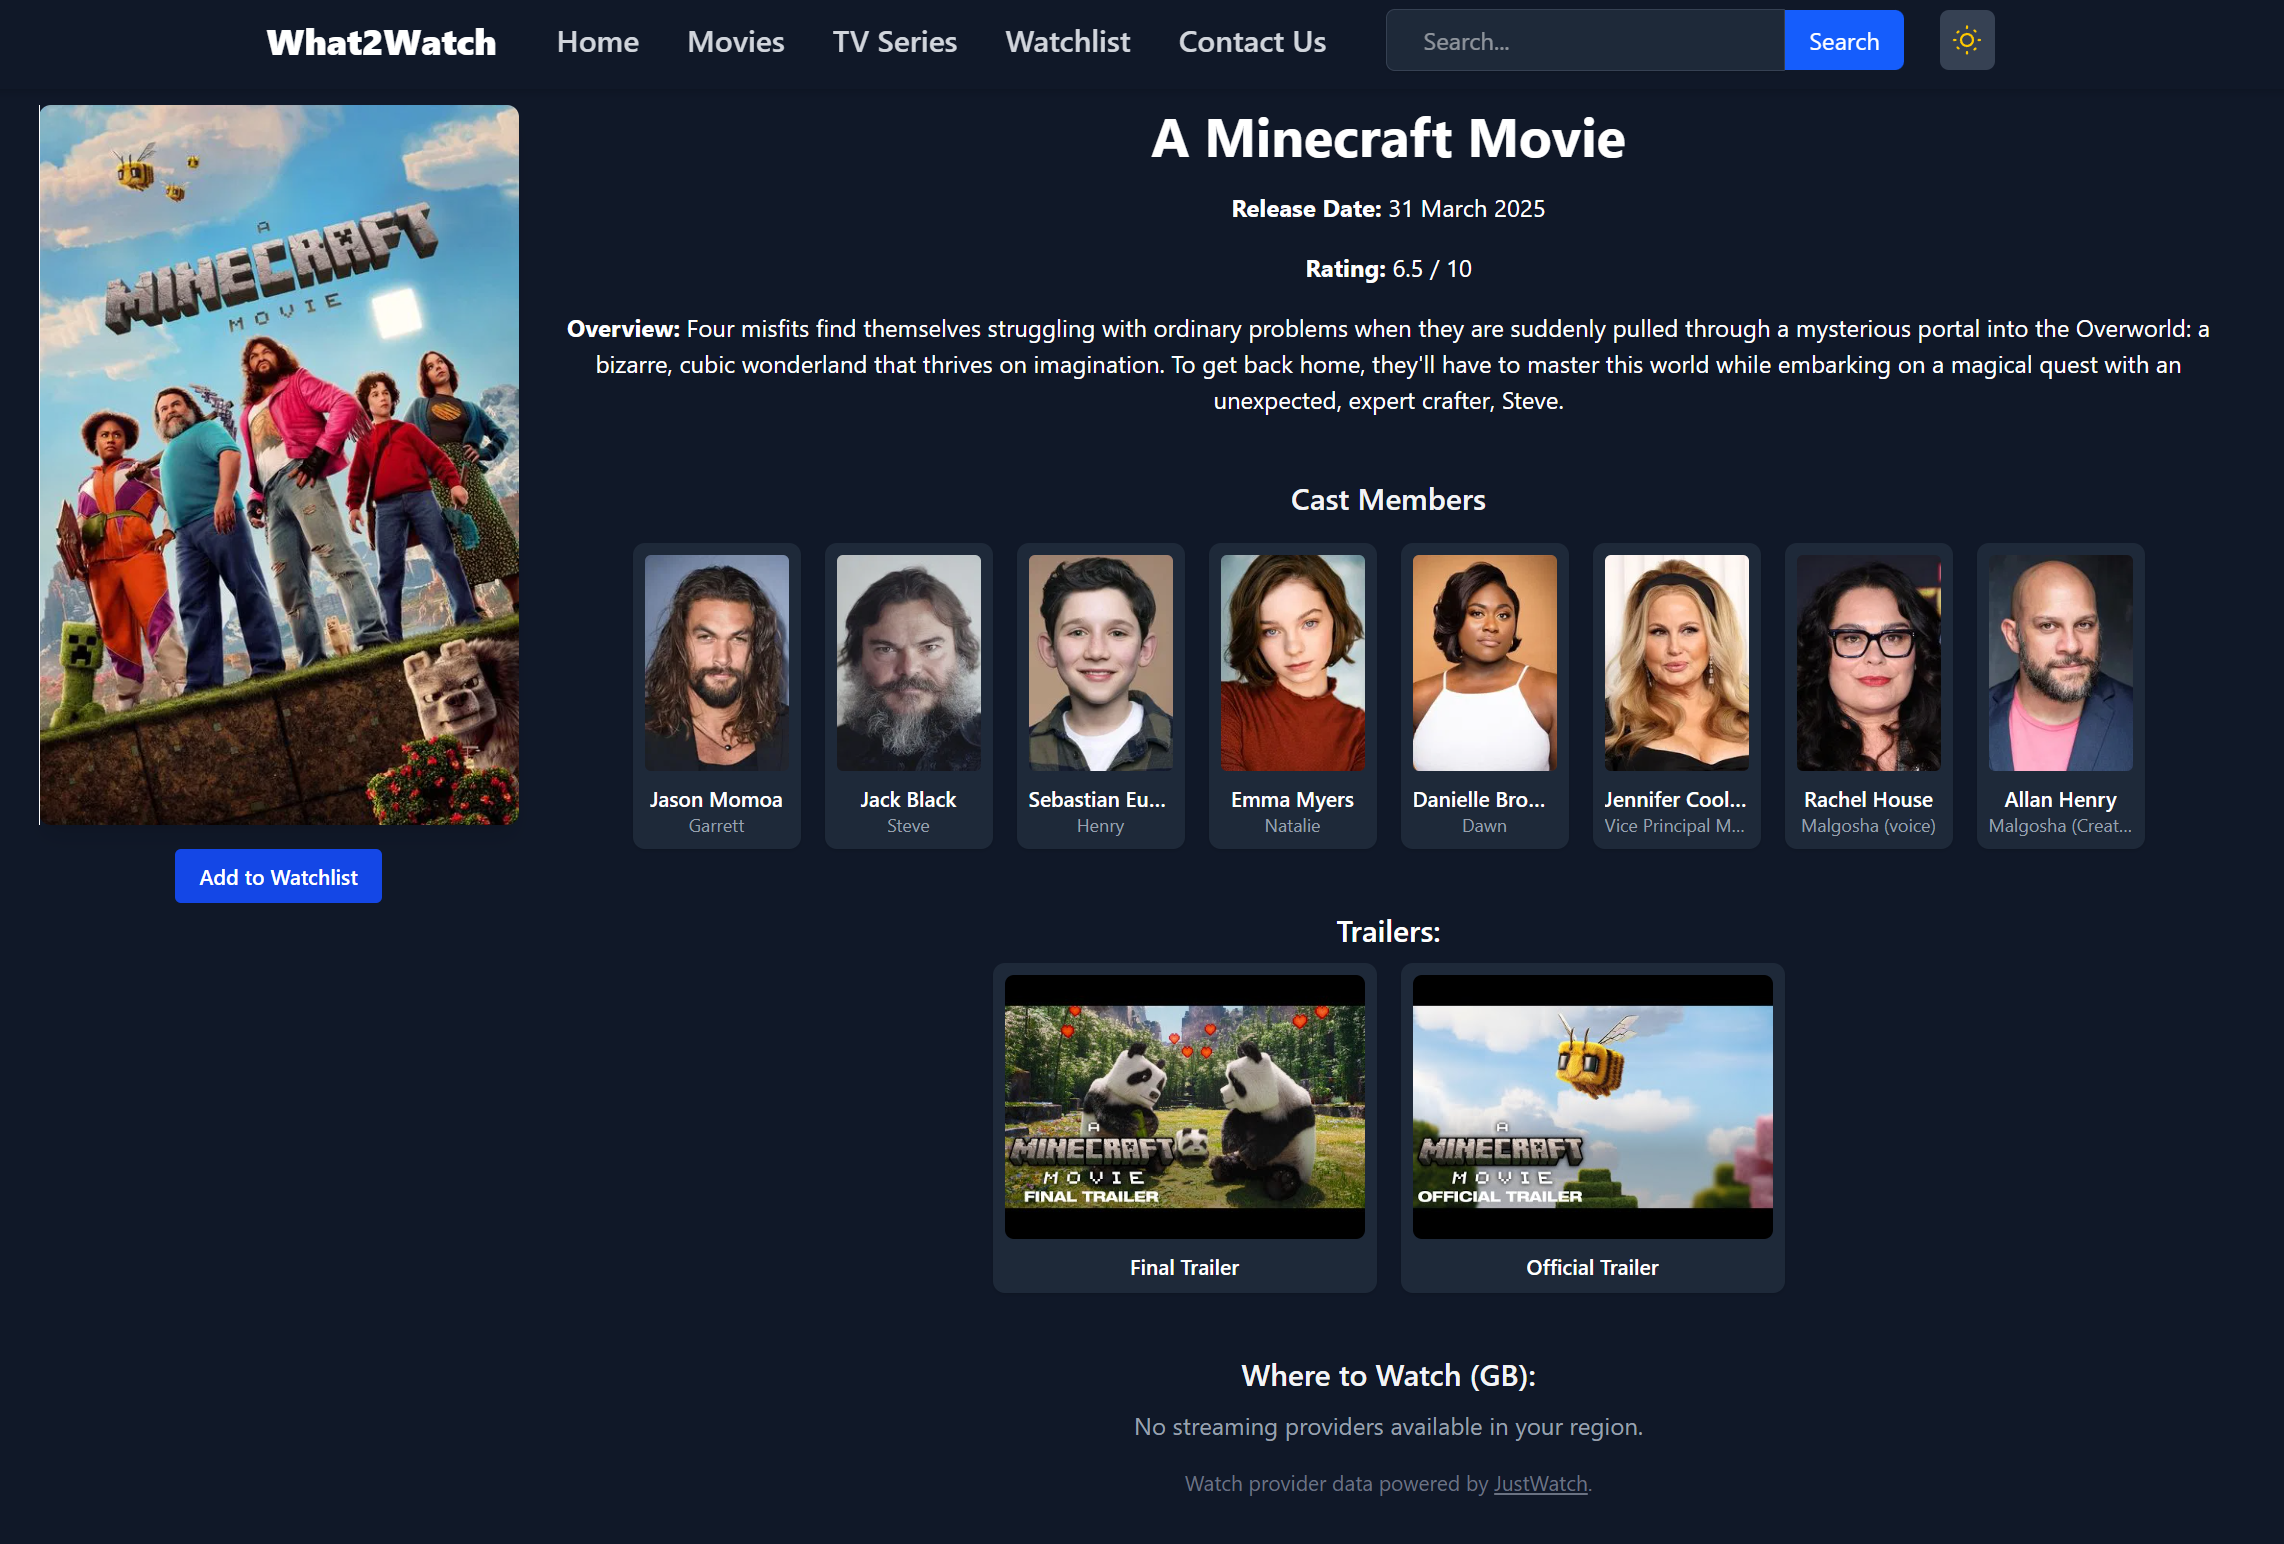 What2Watch
Home
Movies
TV Series
Watchlist
Contact Us
Search...
Search
A
MINECRAFT
MOVIE
Add to Watchlist
A Minecraft Movie
Release Date: 31 March 2025
Rating: 6.5 / 10
Overview: Four misfits find themselves struggling with ordinary problems when they are suddenly pulled through a mysterious portal into the Overworld: a
bizarre, cubic wonderland that thrives on imagination. To get back home, they'll have to master this world while embarking on a magical quest with an
unexpected, expert crafter, Steve.
Cast Members
Jason Momoa
Garrett
Jack Black
Steve
Sebastian Eu...
Henry
Emma Myers
Natalie
Danielle Bro...
Dawn
Jennifer Cool...
Vice Principal M...
Rachel House
Malgosha (voice)
Allan Henry
Malgosha (Creat...
Trailers:
A
MINECRAFT
MOVIE
FINAL TRAILER
Final Trailer
A
MINECRAFT
MOVIE
OFFICIAL TRAILER
Official Trailer
Where to Watch (GB):
No streaming providers available in your region.
Watch provider data powered by JustWatch.